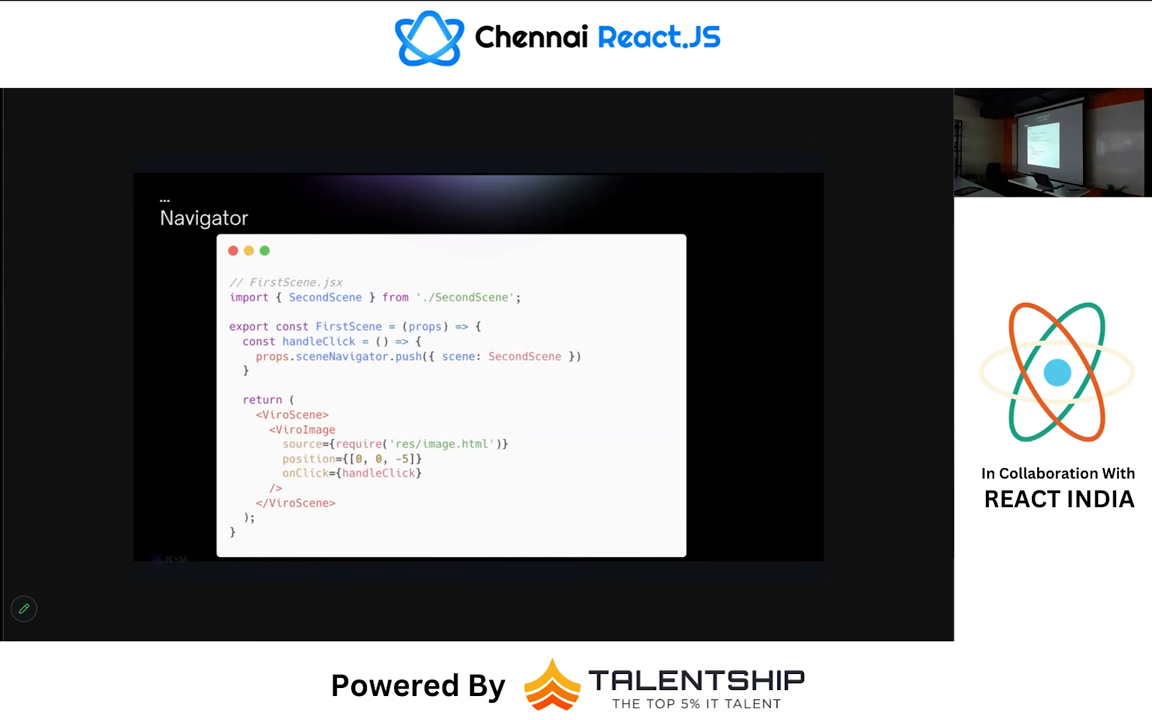 Chennai React.JS
...
Navigator
// FirstScene.jsx
import { SecondScene } from './SecondScene';
export const FirstScene = (props) => {
const handleClick = () => {
props.sceneNavigator.push({ scene: SecondScene })
}
return (
<ViroScene>
<ViroImage
source={require('res/image.html')}
position={[0, 0, -5]}
onClick={handleClick}
/>
</ViroScene>
);
}
In Collaboration With
REACT INDIA
Powered By
TALENTSHIP
THE TOP 5% IT TALENT